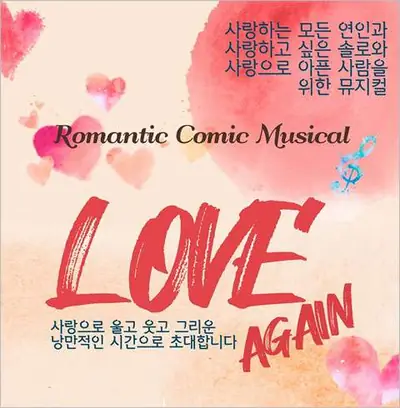 사랑하는 모든 연인과
사랑하고 싶은 솔로와
사랑으로 아픈 사람을
위한 뮤지컬
Romantic Comic Musical
LOVE
AGAIN
사랑으로 울고 웃고 그리운
낭만적인 시간으로 초대합니다